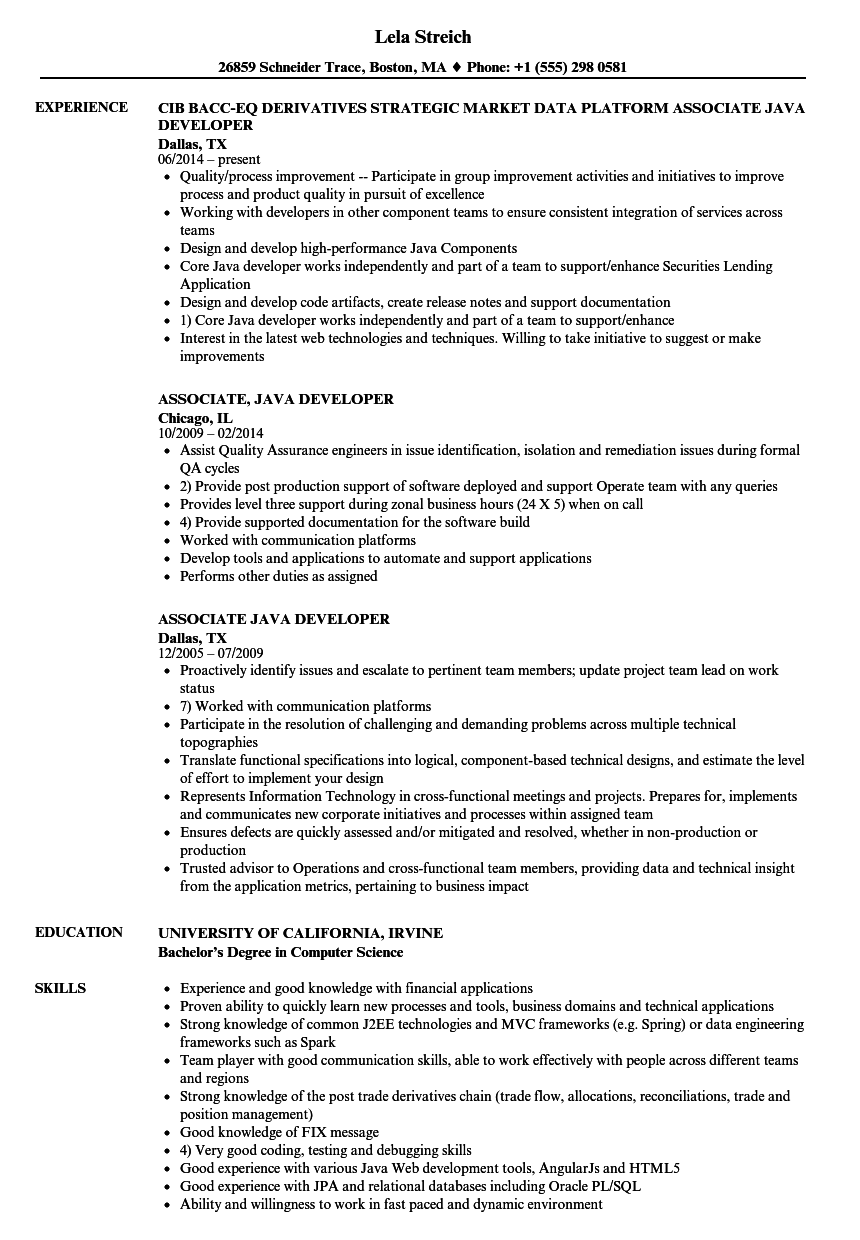 Lela Streich
26859 Schneider Trace, Boston, MA ♦ Phone: +1 (555) 298 0581
EXPERIENCE
CIB BACC-EQ DERIVATIVES STRATEGIC MARKET DATA PLATFORM ASSOCIATE JAVA
DEVELOPER
Dallas, TX
06/2014 – present
• Quality/process improvement -- Participate in group improvement activities and initiatives to improve
process and product quality in pursuit of excellence
• Working with developers in other component teams to ensure consistent integration of services across
teams
• Design and develop high-performance Java Components
• Core Java developer works independently and part of a team to support/enhance Securities Lending
Application
• Design and develop code artifacts, create release notes and support documentation
• 1) Core Java developer works independently and part of a team to support/enhance
• Interest in the latest web technologies and techniques. Willing to take initiative to suggest or make
improvements
ASSOCIATE, JAVA DEVELOPER
Chicago, IL
10/2009 – 02/2014
• Assist Quality Assurance engineers in issue identification, isolation and remediation issues during formal
QA cycles
• 2) Provide post production support of software deployed and support Operate team with any queries
• Provides level three support during zonal business hours (24 X 5) when on call
• 4) Provide supported documentation for the software build
• Worked with communication platforms
• Develop tools and applications to automate and support applications
• Performs other duties as assigned
ASSOCIATE JAVA DEVELOPER
Dallas, TX
12/2005 – 07/2009
• Proactively identify issues and escalate to pertinent team members; update project team lead on work
status
• 7) Worked with communication platforms
• Participate in the resolution of challenging and demanding problems across multiple technical
topographies
• Translate functional specifications into logical, component-based technical designs, and estimate the level
of effort to implement your design
• Represents Information Technology in cross-functional meetings and projects. Prepares for, implements
and communicates new corporate initiatives and processes within assigned team
• Ensures defects are quickly assessed and/or mitigated and resolved, whether in non-production or
production
• Trusted advisor to Operations and cross-functional team members, providing data and technical insight
from the application metrics, pertaining to business impact
EDUCATION
UNIVERSITY OF CALIFORNIA, IRVINE
Bachelor's Degree in Computer Science
SKILLS
• Experience and good knowledge with financial applications
• Proven ability to quickly learn new processes and tools, business domains and technical applications
• Strong knowledge of common J2EE technologies and MVC frameworks (e.g. Spring) or data engineering
frameworks such as Spark
• Team player with good communication skills, able to work effectively with people across different teams
and regions
• Strong knowledge of the post trade derivatives chain (trade flow, allocations, reconciliations, trade and
position management)
• Good knowledge of FIX message
• 4) Very good coding, testing and debugging skills
• Good experience with various Java Web development tools, AngularJs and HTML5
• Good experience with JPA and relational databases including Oracle PL/SQL
• Ability and willingness to work in fast paced and dynamic environment